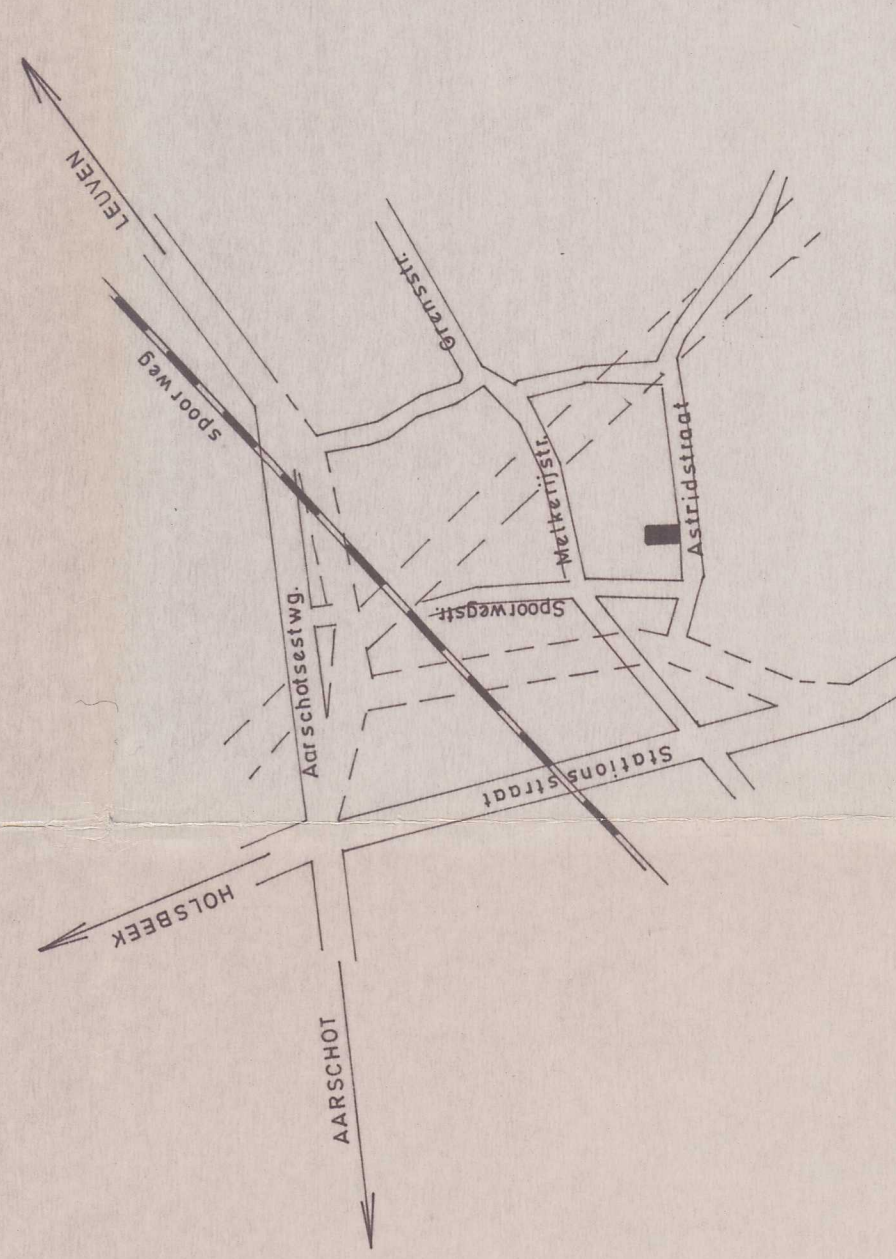 LEUVEN
spoorweg
Grensstr.
Melkerijstr.
Astridstraat
Spoorwegstr.
Aarschotsestwg.
Stationsstraat
HOLSBEEK
AARSCHOT